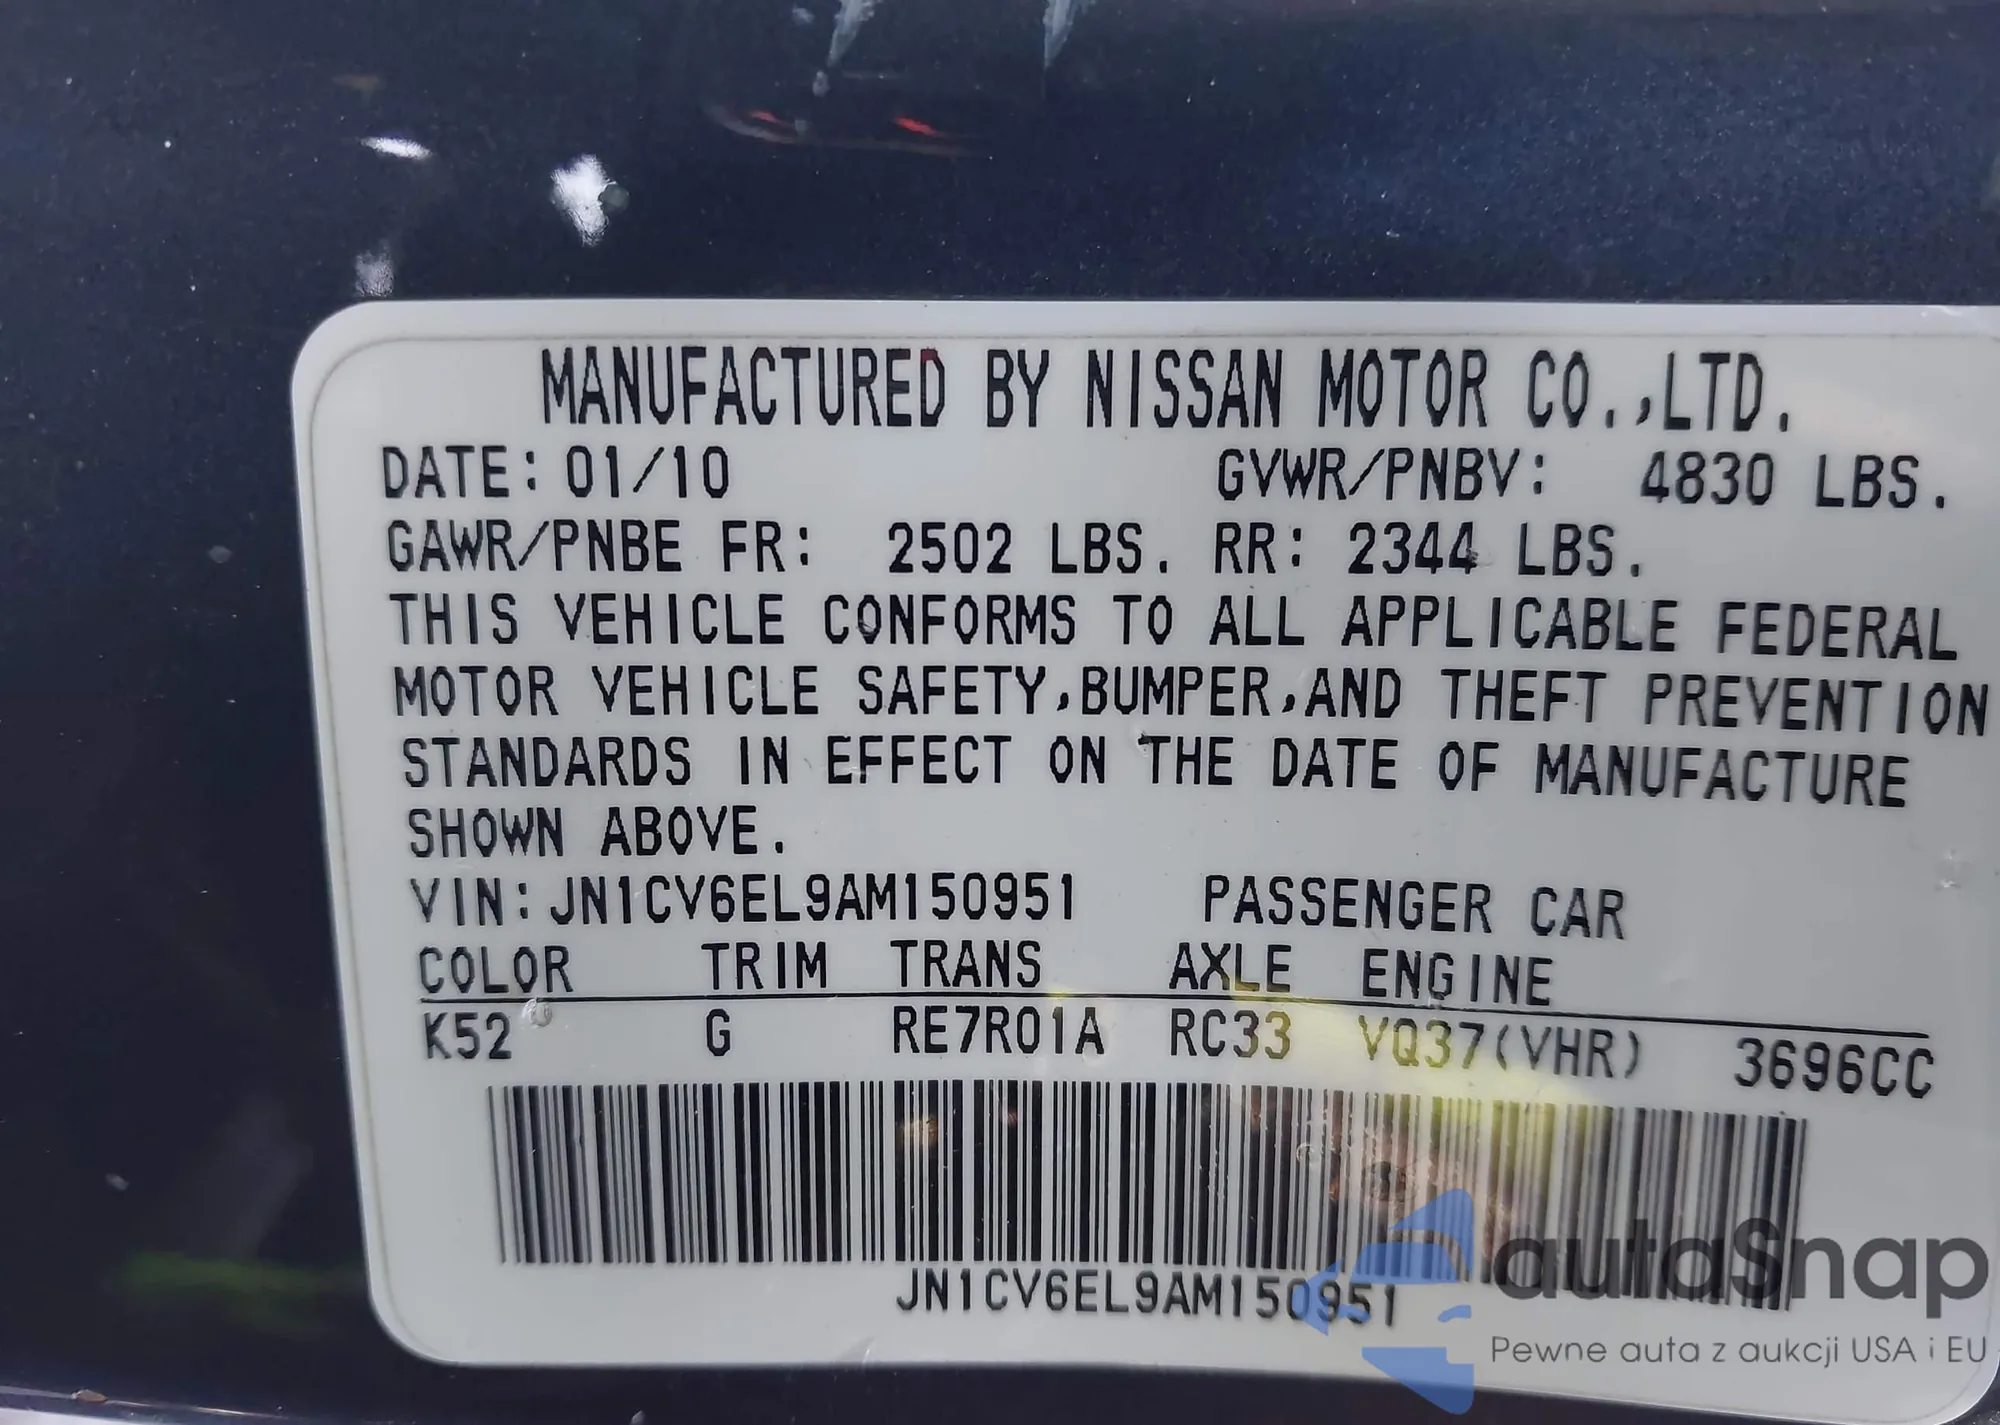 MANUFACTURED BY NISSAN MOTOR CO.,LTD.
DATE: 01/10 GVWR/PNBV: 4830 LBS.
GAWR/PNBE FR: 2502 LBS. RR: 2344 LBS.
THIS VEHICLE CONFORMS TO ALL APPLICABLE FEDERAL
MOTOR VEHICLE SAFETY,BUMPER,AND THEFT PREVENTION
STANDARDS IN EFFECT ON THE DATE OF MANUFACTURE
SHOWN ABOVE.
VIN: JN1CV6EL9AM150951 PASSENGER CAR
COLOR TRIM TRANS AXLE ENGINE
K52 G RE7R01A RC33 VQ37(VHR) 3696CC
JN1CV6EL9AM150951
autaSnap
Pewne auta z aukcji USA i EU